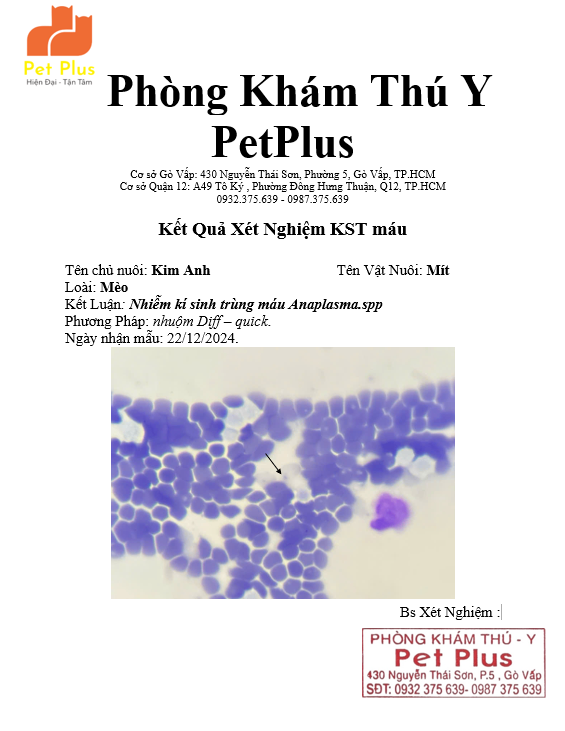 Pet Plus
Hiện Đại - Tận Tâm
Phòng Khám Thú Y
PetPlus
Cơ sở Gò Vấp: 430 Nguyễn Thái Sơn, Phường 5, Gò Vấp, TP.HCM
Cơ sở Quận 12: A49 Tô Ký , Phường Đông Hưng Thuận, Q12, TP.HCM
0932.375.639 - 0987.375.639
Kết Quả Xét Nghiệm KST máu
Tên chủ nuôi: Kim Anh Tên Vật Nuôi: Mít
Loài: Mèo
Kết Luận: Nhiễm kí sinh trùng máu Anaplasma.spp
Phương Pháp: nhuộm Diff – quick.
Ngày nhận mẫu: 22/12/2024.
Bs Xét Nghiệm :
PHÒNG KHÁM THÚ - Y
Pet Plus
430 Nguyễn Thái Sơn, P.5 , Gò Vấp
SĐT: 0932 375 639- 0987 375 639